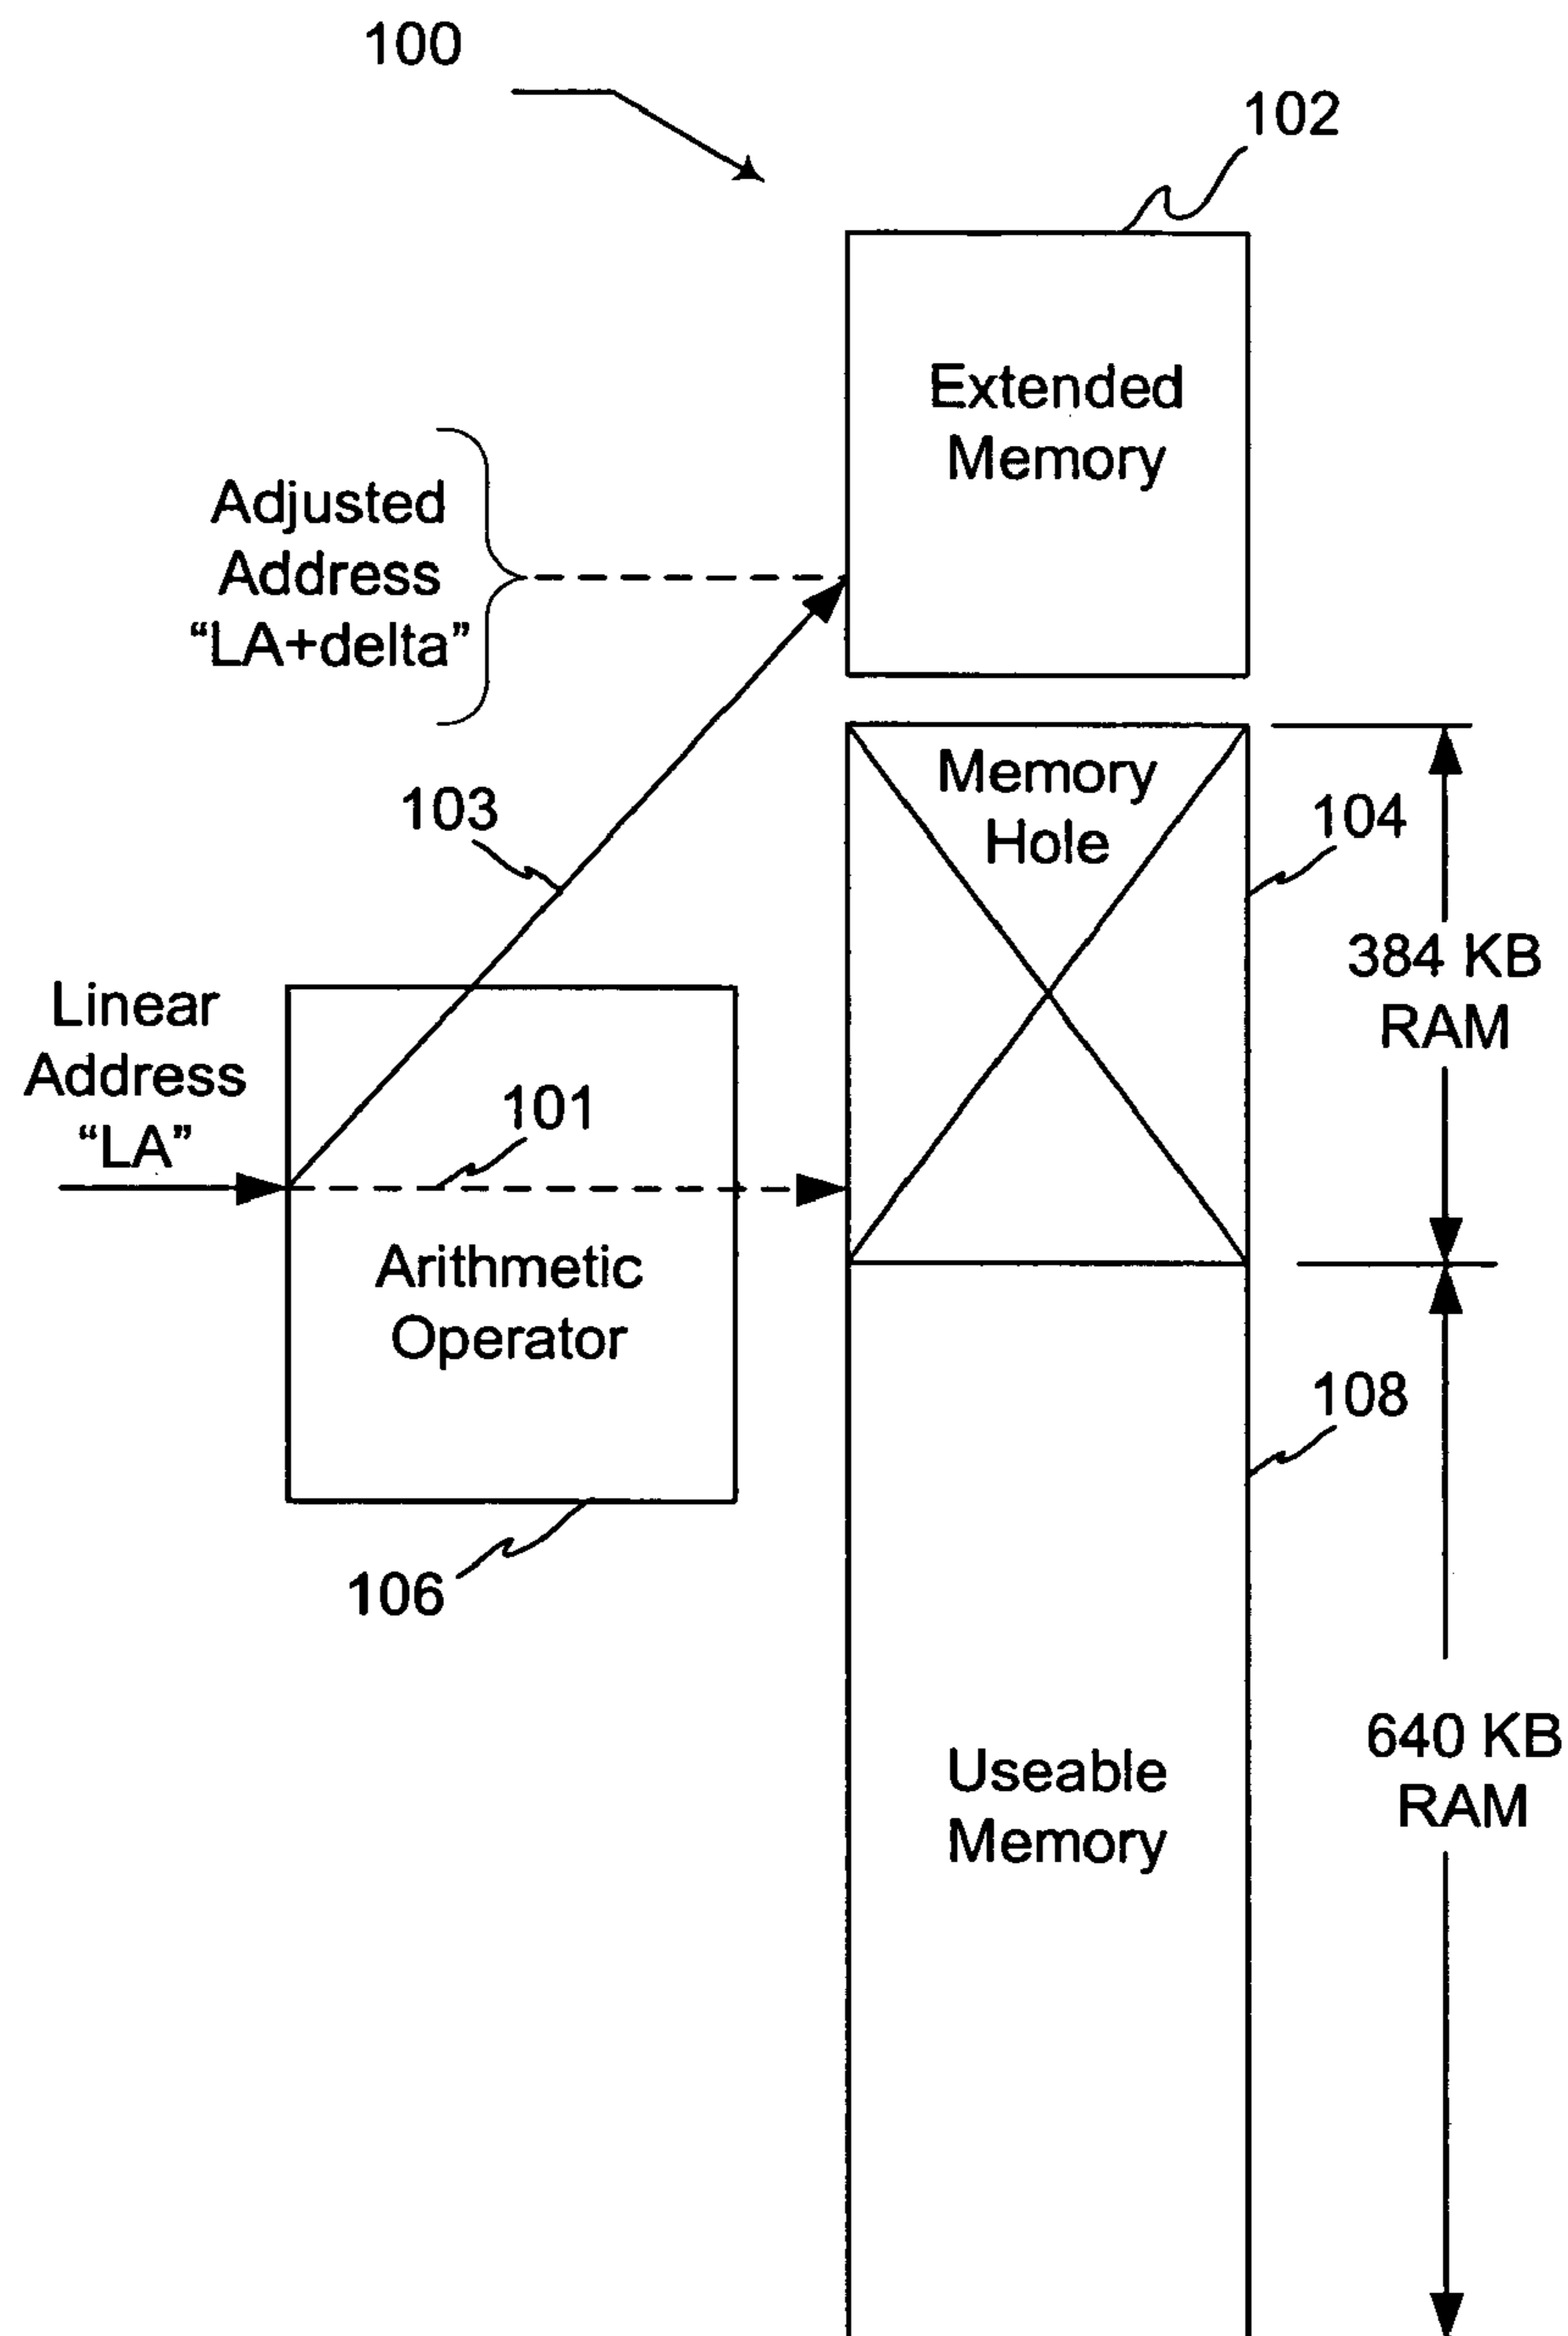 100
102
Extended
Memory
Adjusted
Address
“LA+delta”
Memory
Hole
103
104
384 KB
RAM
Linear
Address
“LA”
101
Arithmetic
Operator
108
106
640 KB
RAM
Useable
Memory